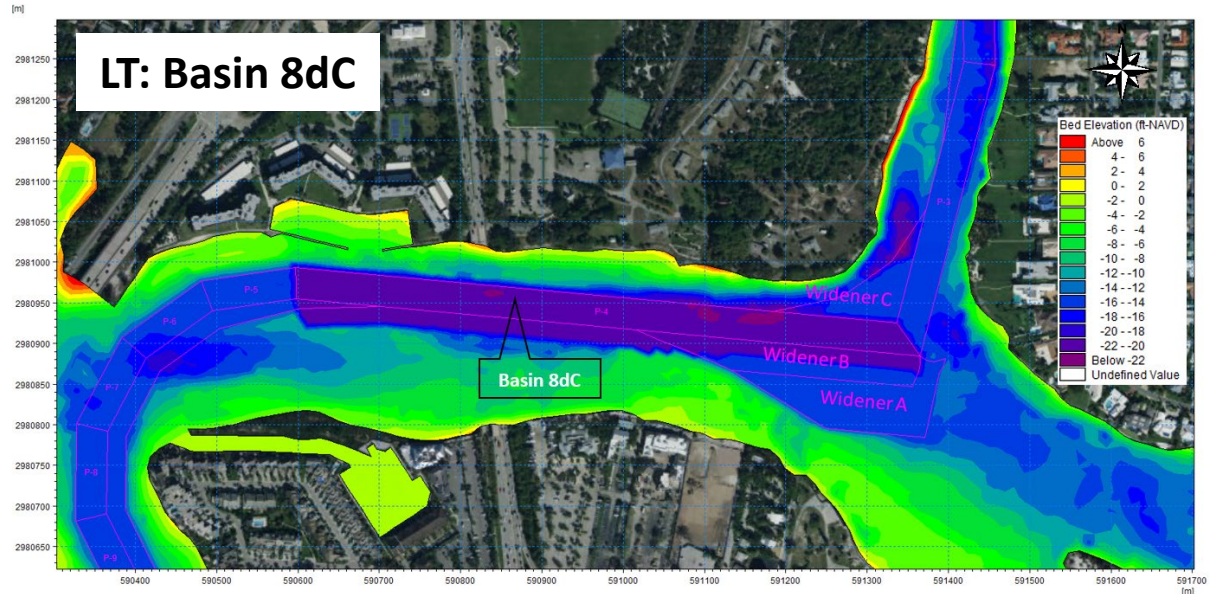 [m]
LT: Basin 8dC
N
2981250
2981200
2981150
2981100
2981050
2981000
2980950
2980900
2980850
2980800
2980750
2980700
2980650
Bed Elevation (ft-NAVD)
Above 6
4 - 6
2 - 4
0 - 2
-2 - 0
-4 - -2
-6 - -4
-8 - -6
-10 - -8
-12 - -10
-14 - -12
-16 - -14
-18 - -16
-20 - -18
-22 - -20
Below -22
Undefined Value
P-3
P-5
P-4
P-6
P-7
P-8
P-9
Widener C
Widener B
Widener A
Basin 8dC
590400 590500 590600 590700 590800 590900 591000 591100 591200 591300 591400 591500 591600 591700
[m]